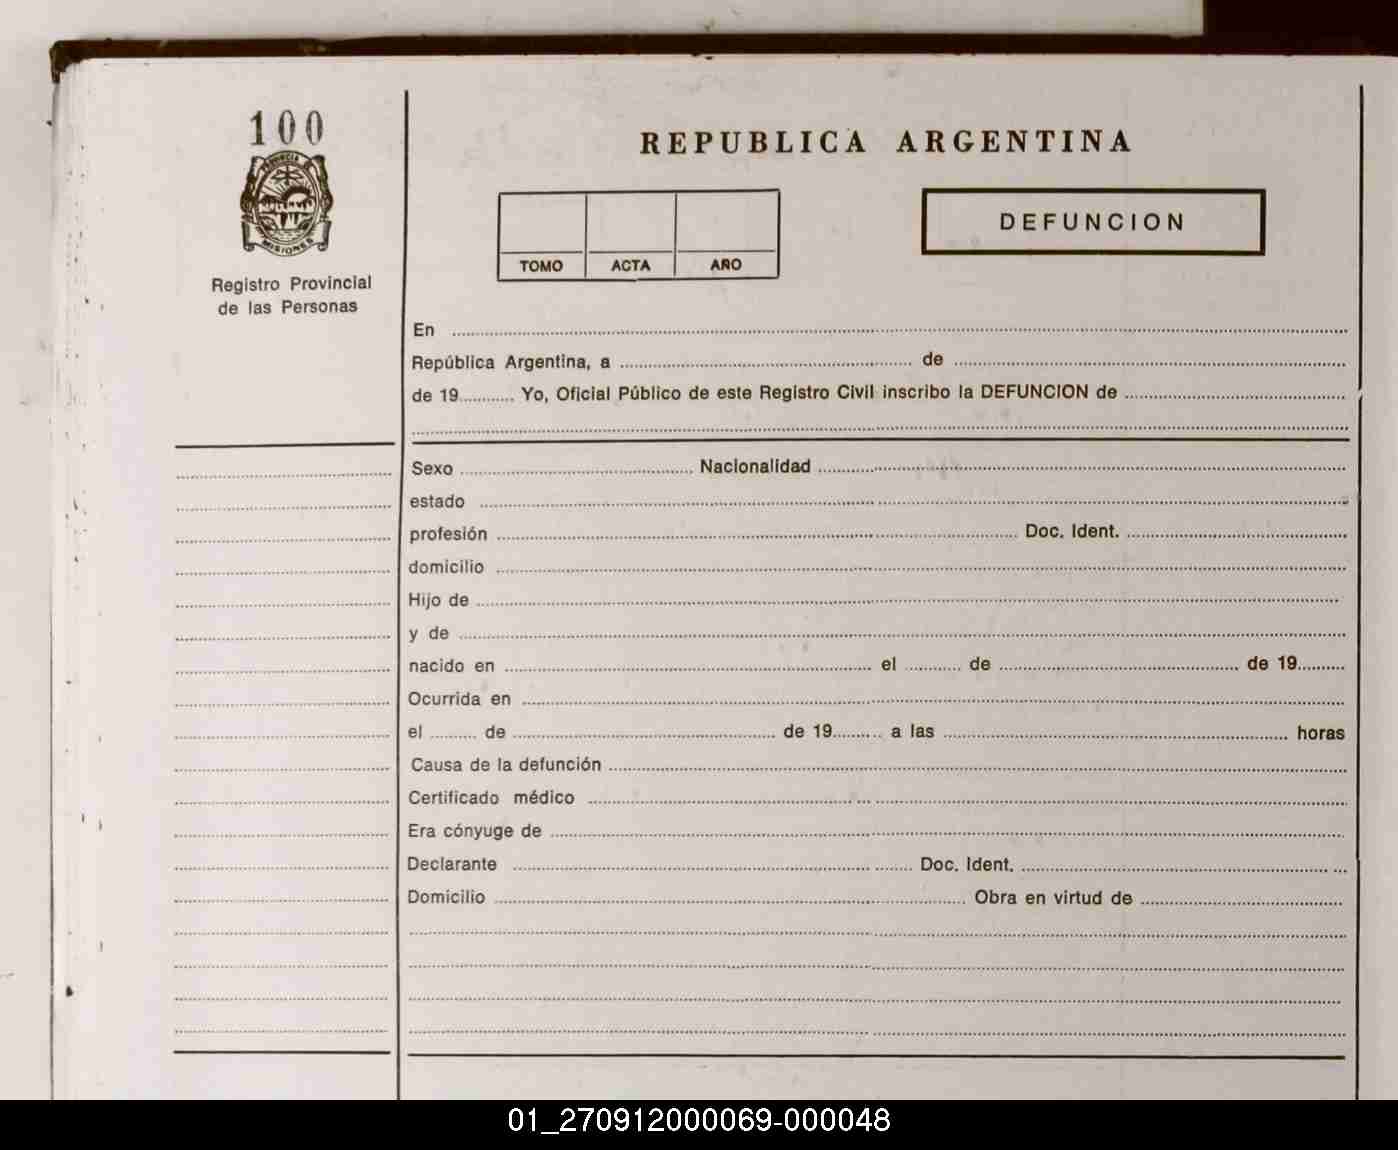 100
PROVINCIA DE
MISIONES
Registro Provincial
de las Personas
REPUBLICA ARGENTINA
TOMO ACTA AÑO
DEFUNCION
En ........
República Argentina, a ........ de ........
de 19........ Yo, Oficial Público de este Registro Civil inscribo la DEFUNCION de ........
Sexo ........ Nacionalidad ........
estado ........
profesión ........ Doc. Ident. ........
domicilio ........
Hijo de ........
y de ........
nacido en ........ el ........ de ........ de 19........
Ocurrida en ........
el ........ de ........ de 19........ a las ........ horas
Causa de la defunción ........
Certificado médico ........
Era cónyuge de ........
Declarante ........ Doc. Ident. ........
Domicilio ........ Obra en virtud de ........
01_270912000069-000048